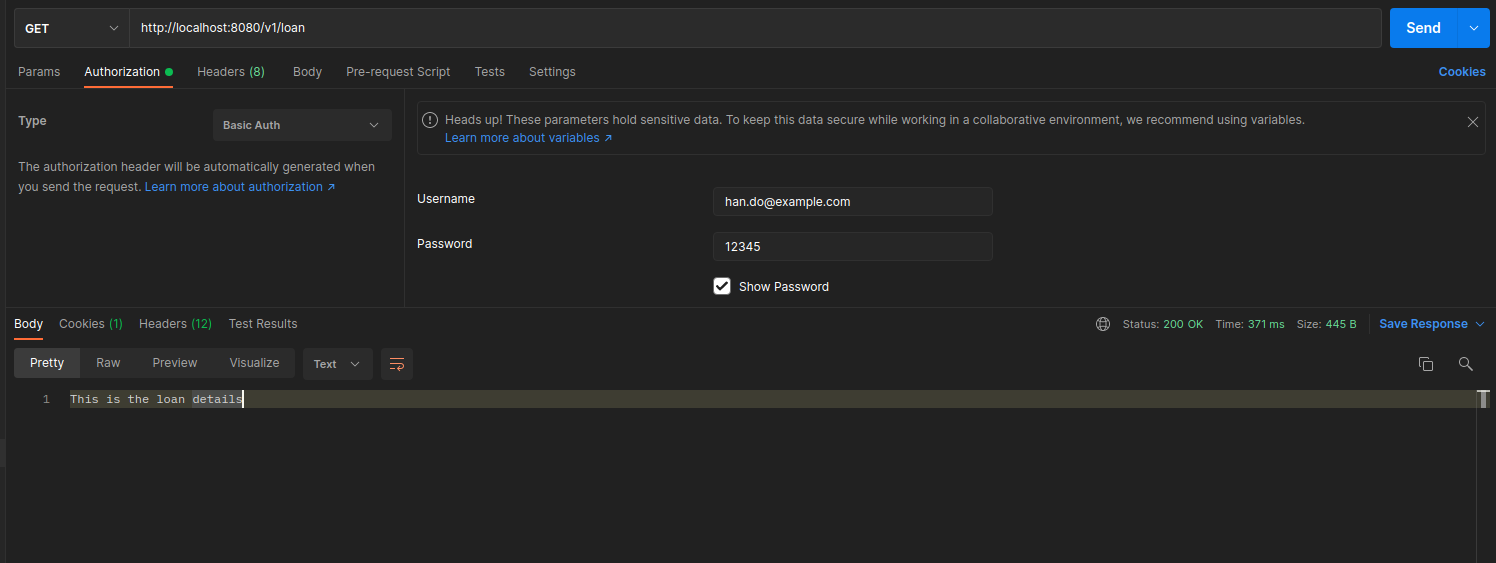 GET http://localhost:8080/v1/loan Send
Params Authorization Headers (8) Body Pre-request Script Tests Settings Cookies
Type Basic Auth
The authorization header will be automatically generated when
you send the request. Learn more about authorization ↗
Heads up! These parameters hold sensitive data. To keep this data secure while working in a collaborative environment, we recommend using variables.
Learn more about variables ↗
Username han.do@example.com
Password 12345
Show Password
Body Cookies (1) Headers (12) Test Results Status: 200 OK Time: 371 ms Size: 445 B Save Response
Pretty Raw Preview Visualize Text
1 This is the loan details